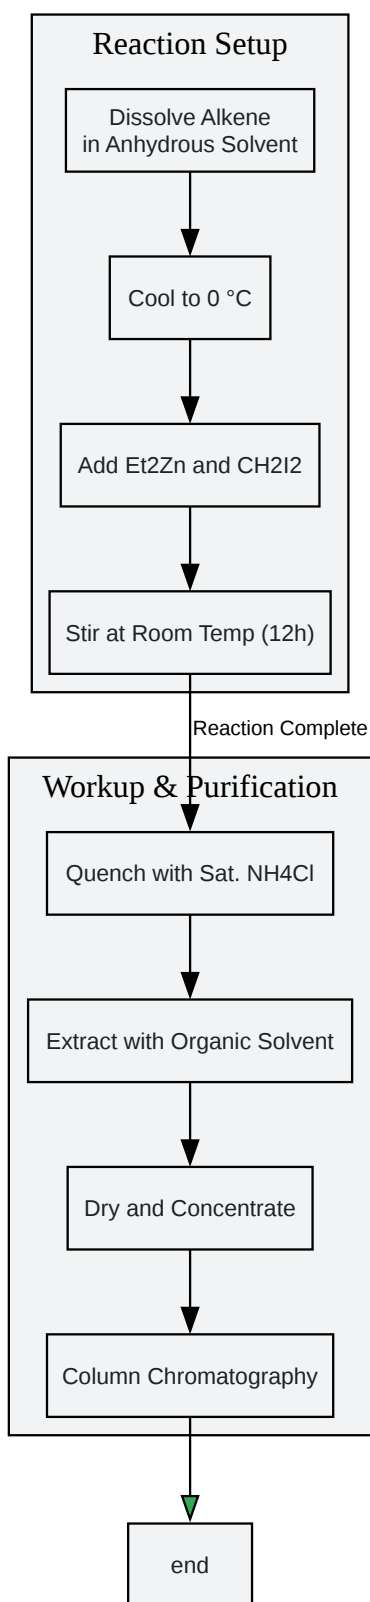 Reaction Setup
Dissolve Alkene
in Anhydrous Solvent
Cool to 0 °C
Add Et2Zn and CH2I2
Stir at Room Temp (12h)
Reaction Complete
Workup & Purification
Quench with Sat. NH4Cl
Extract with Organic Solvent
Dry and Concentrate
Column Chromatography
end